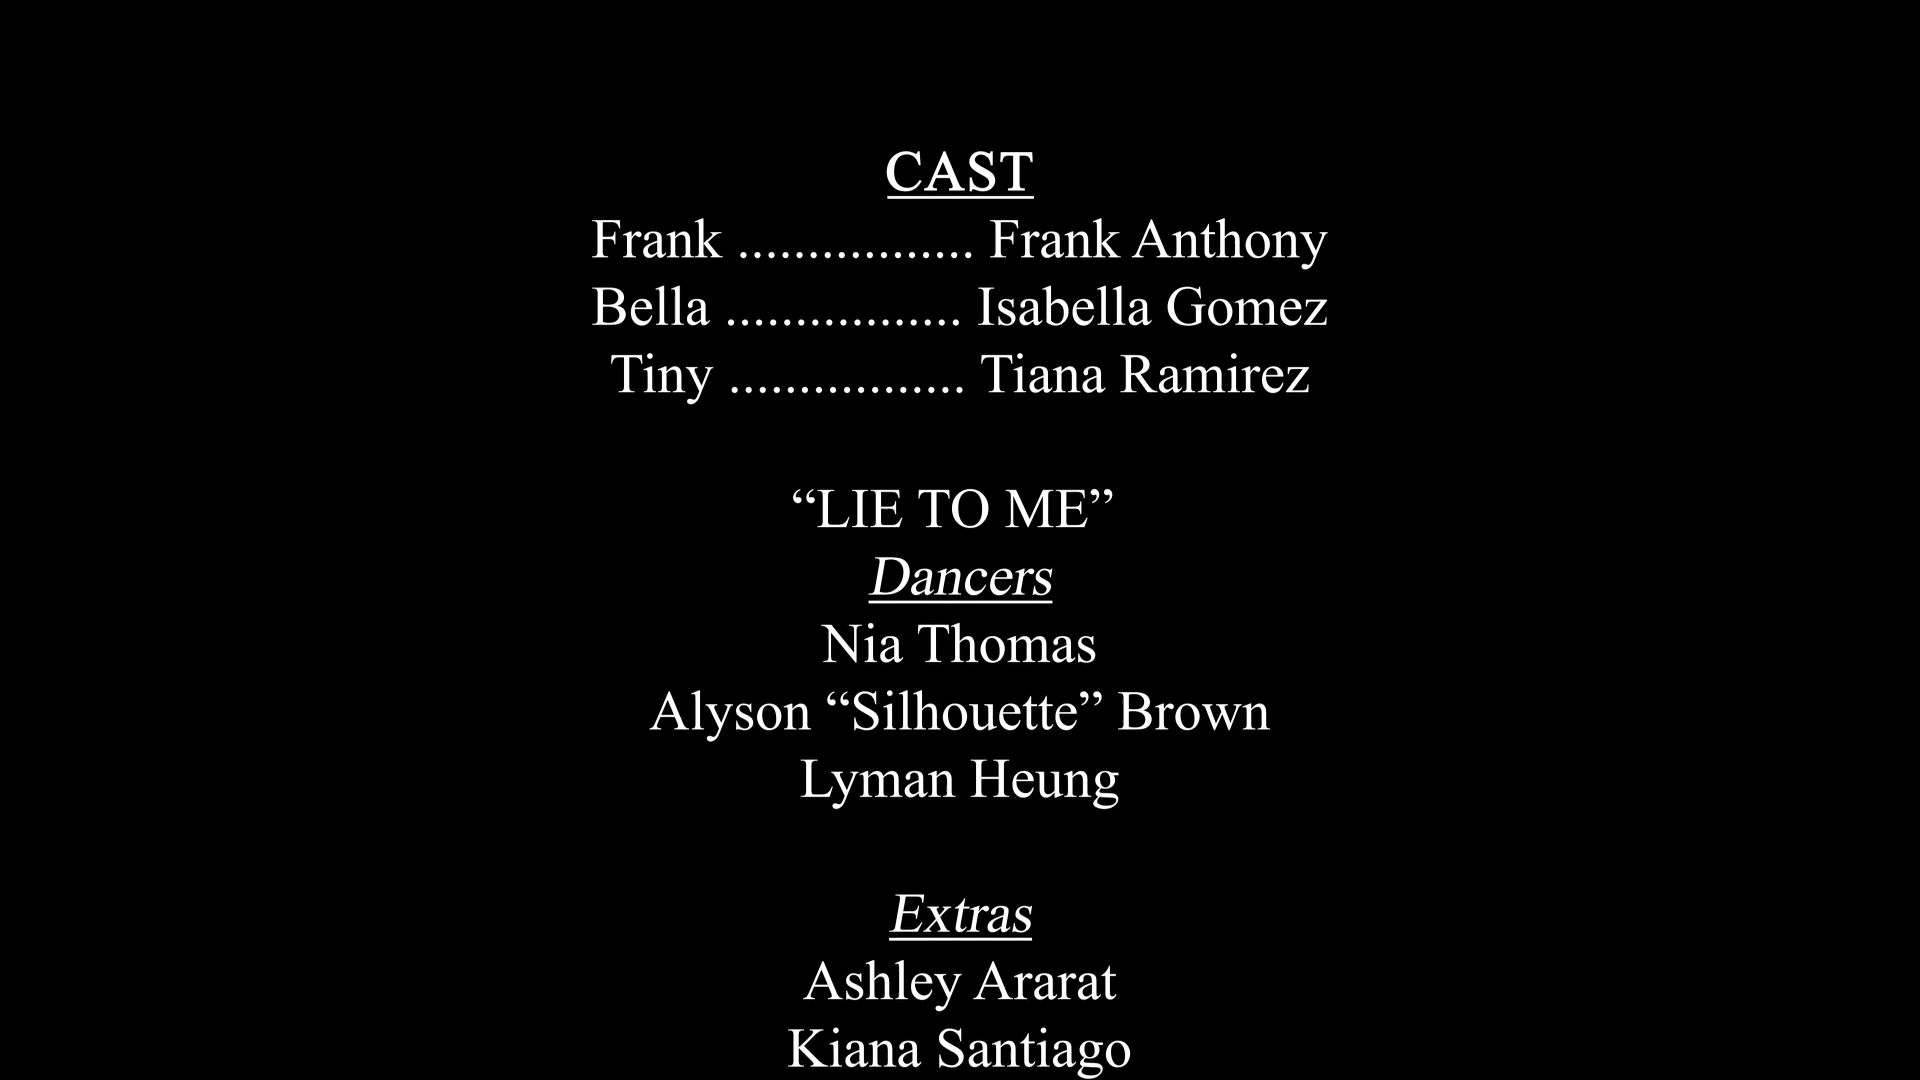 CAST
Frank ................. Frank Anthony
Bella ................. Isabella Gomez
Tiny ................. Tiana Ramirez
“LIE TO ME”
Dancers
Nia Thomas
Alyson “Silhouette” Brown
Lyman Heung
Extras
Ashley Ararat
Kiana Santiago